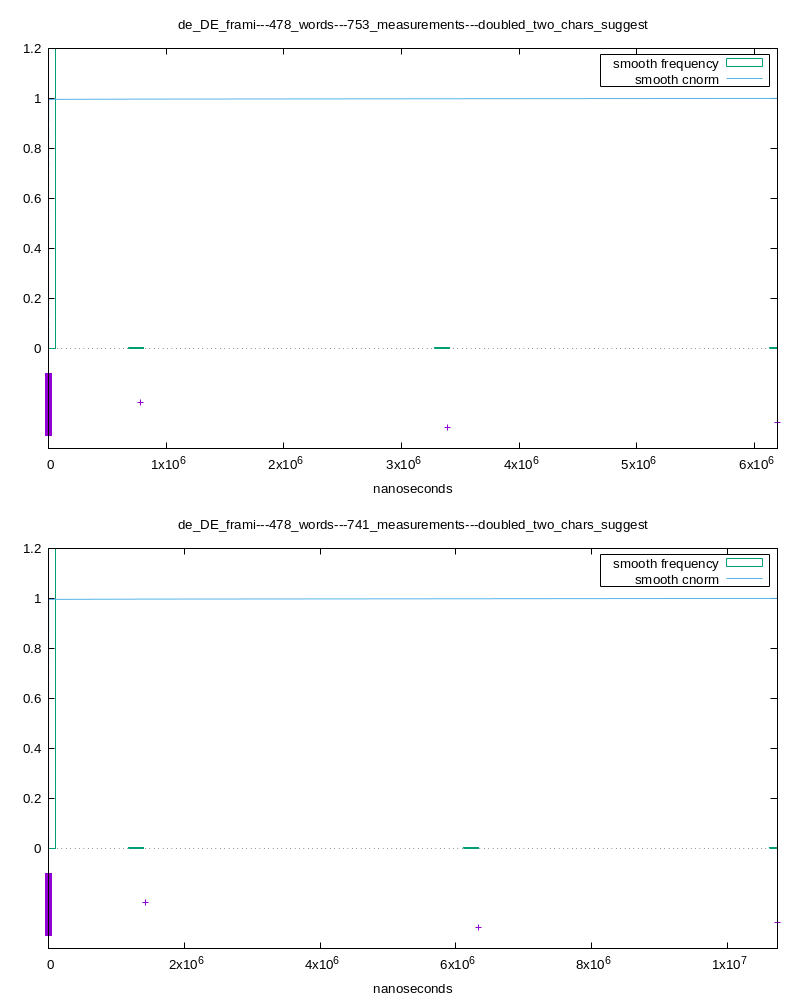 de_DE_frami---478_words---753_measurements---doubled_two_chars_suggest
1.2
smooth frequency
smooth cnorm
1
0.8
0.6
0.4
0.2
0
0 1x10^6 2x10^6 3x10^6 4x10^6 5x10^6 6x10^6
nanoseconds
de_DE_frami---478_words---741_measurements---doubled_two_chars_suggest
1.2
smooth frequency
smooth cnorm
1
0.8
0.6
0.4
0.2
0
0 2x10^6 4x10^6 6x10^6 8x10^6 1x10^7
nanoseconds